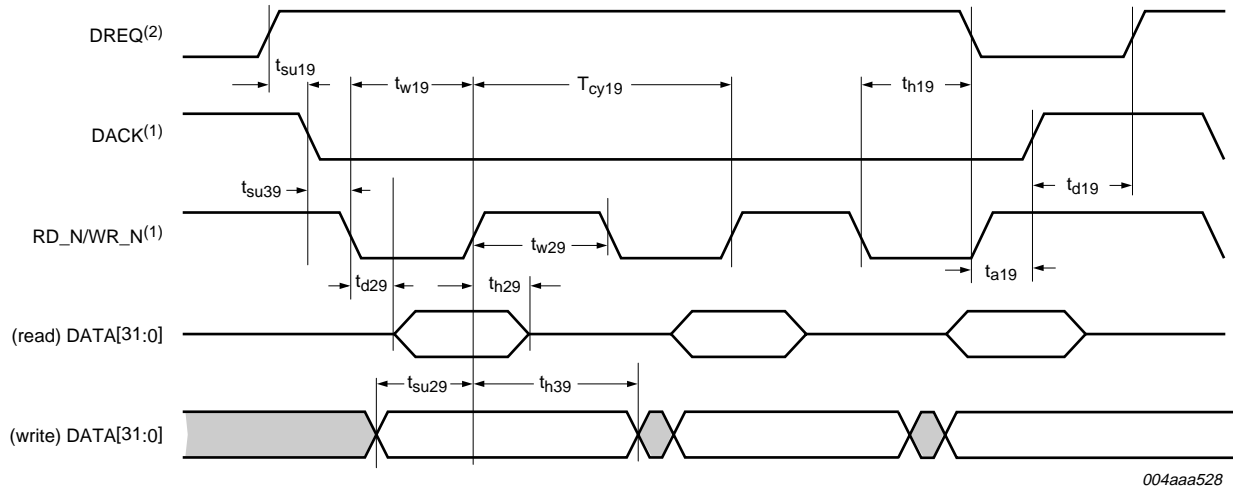 DREQ(2)
tsu19
tw19
Tcy19
th19
DACK(1)
tsu39
td19
RD_N/WR_N(1)
tw29
td29
th29
ta19
(read) DATA[31:0]
tsu29
th39
(write) DATA[31:0]
004aaa528